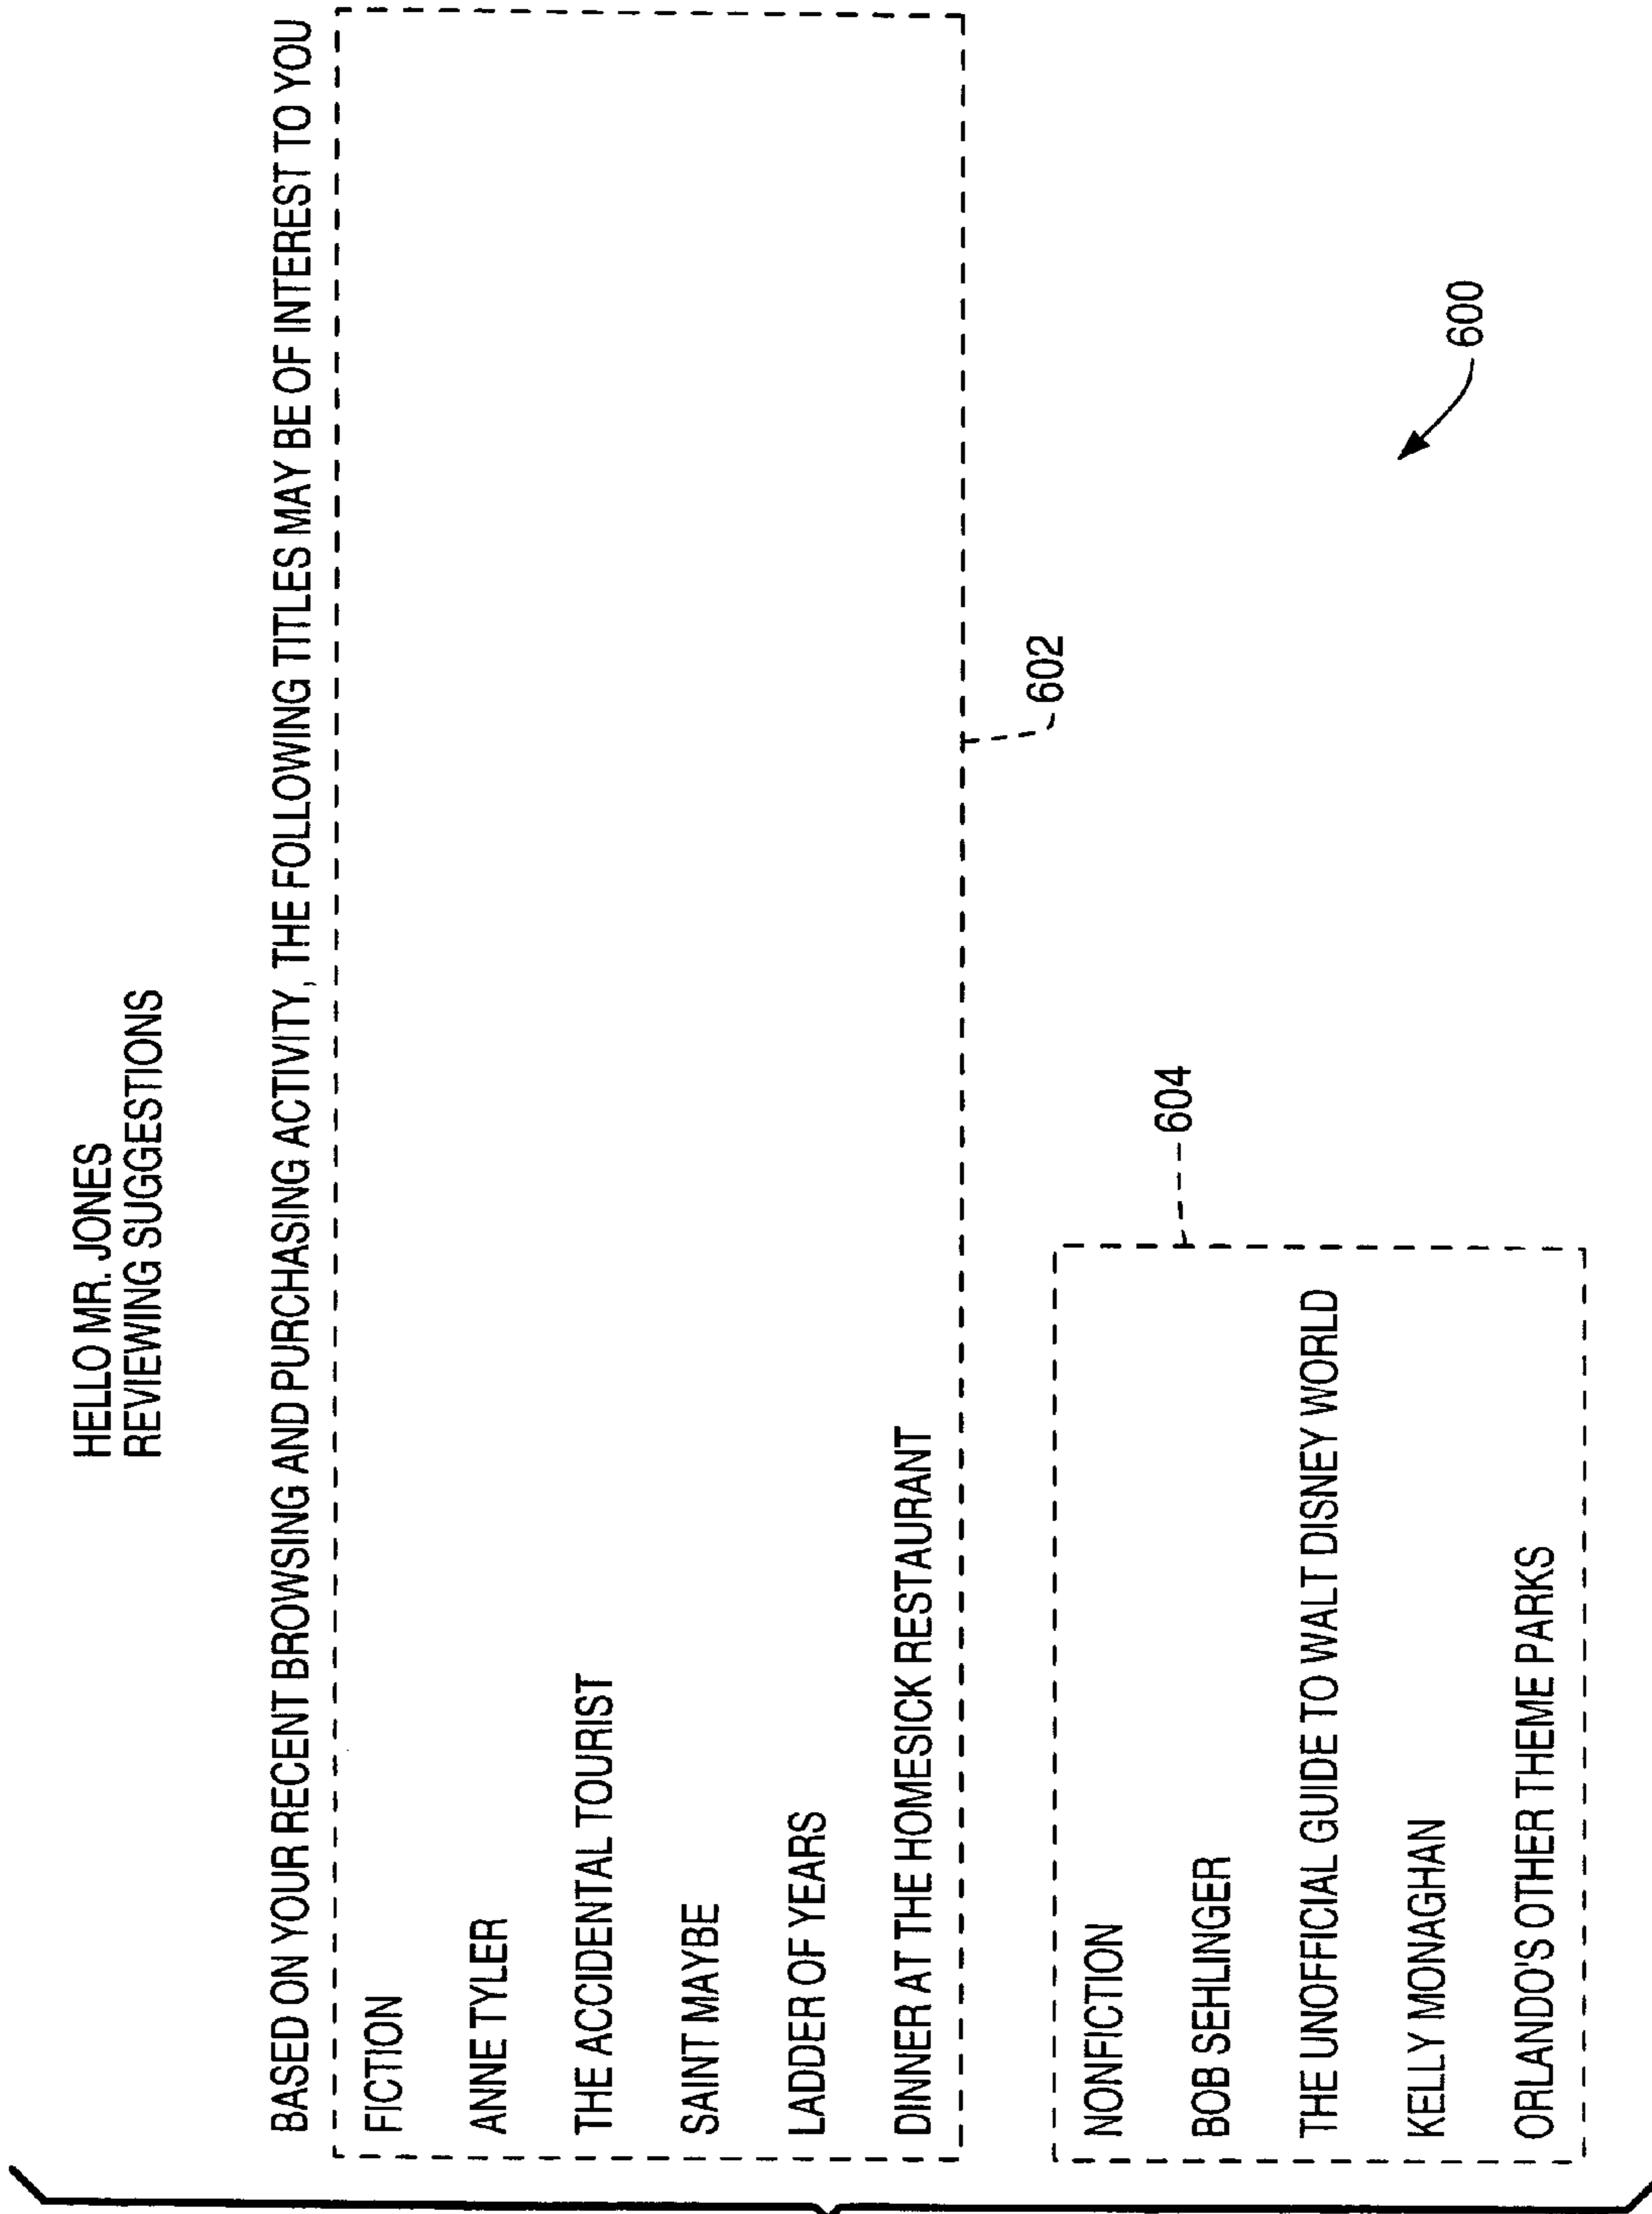 HELLO MR. JONES
REVIEWING SUGGESTIONS
BASED ON YOUR RECENT BROWSING AND PURCHASING ACTIVITY, THE FOLLOWING TITLES MAY BE OF INTEREST TO YOU
FICTION
ANNE TYLER
THE ACCIDENTAL TOURIST
SAINT MAYBE
LADDER OF YEARS
DINNER AT THE HOMESICK RESTAURANT
602
604
NONFICTION
BOB SEHLINGER
THE UNOFFICIAL GUIDE TO WALT DISNEY WORLD
KELLY MONAGHAN
ORLANDO'S OTHER THEME PARKS
600